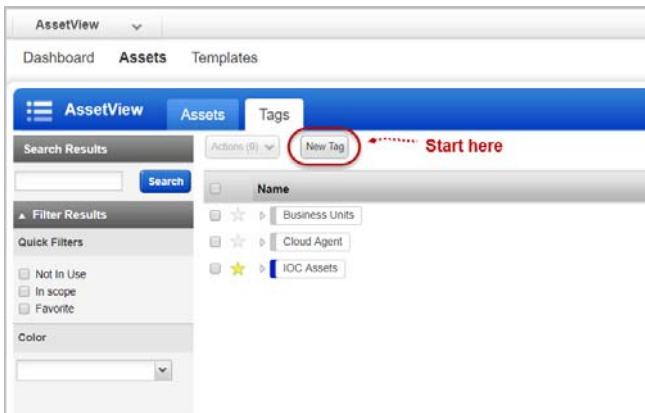 AssetView
Dashboard Assets Templates
AssetView Assets Tags
Search Results
Actions (0) New Tag
Start here
Search
Name
Filter Results
Business Units
Quick Filters
Cloud Agent
Not In Use
IOC Assets
In scope
Favorite
Color